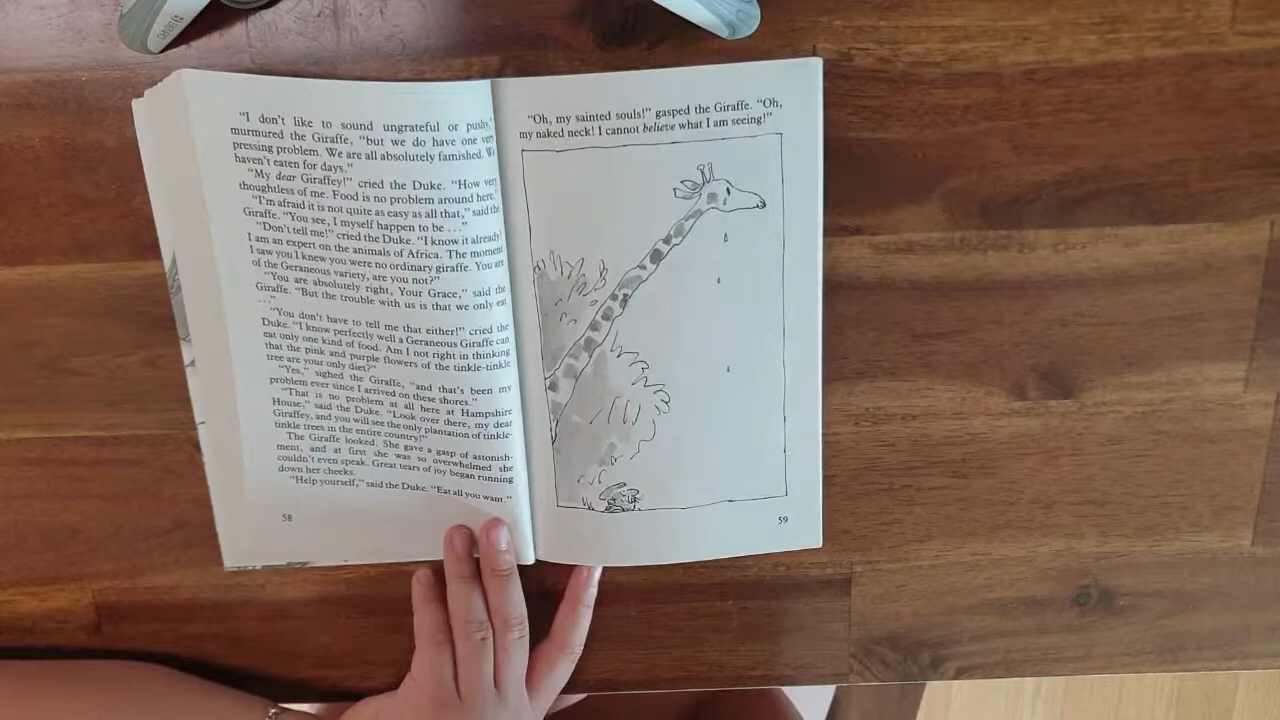 "I don't like to sound ungrateful or pushy,"
murmured the Giraffe, "but we do have one very
pressing problem. We are all absolutely famished. We
haven't eaten for days."
"My dear Giraffey!" cried the Duke. "How very
thoughtless of me. Food is no problem around here."
"I'm afraid it is not quite as easy as all that," said the
Giraffe. "You see, I myself happen to be . . ."
"Don't tell me!" cried the Duke. "I know it already!
I am an expert on the animals of Africa. The moment
I saw you I knew you were no ordinary giraffe. You are
of the Geraneous variety, are you not?"
"You are absolutely right, Your Grace," said the
Giraffe. "But the trouble with us is that we only eat
. . ."
"You don't have to tell me that either!" cried the
Duke. "I know perfectly well a Geraneous Giraffe can
eat only one kind of food. Am I not right in thinking
that the pink and purple flowers of the tinkle-tinkle
tree are your only diet?"
"Yes," sighed the Giraffe, "and that's been my
problem ever since I arrived on these shores."
"That is no problem at all here at Hampshire
House," said the Duke. "Look over there, my dear
Giraffey, and you will see the only plantation of tinkle-
tinkle trees in the entire country!"
The Giraffe looked. She gave a gasp of astonish-
ment, and at first she was so overwhelmed she
couldn't even speak. Great tears of joy began running
down her cheeks.
"Help yourself," said the Duke. "Eat all you want."
58
"Oh, my sainted souls!" gasped the Giraffe. "Oh,
my naked neck! I cannot believe what I am seeing!"
59